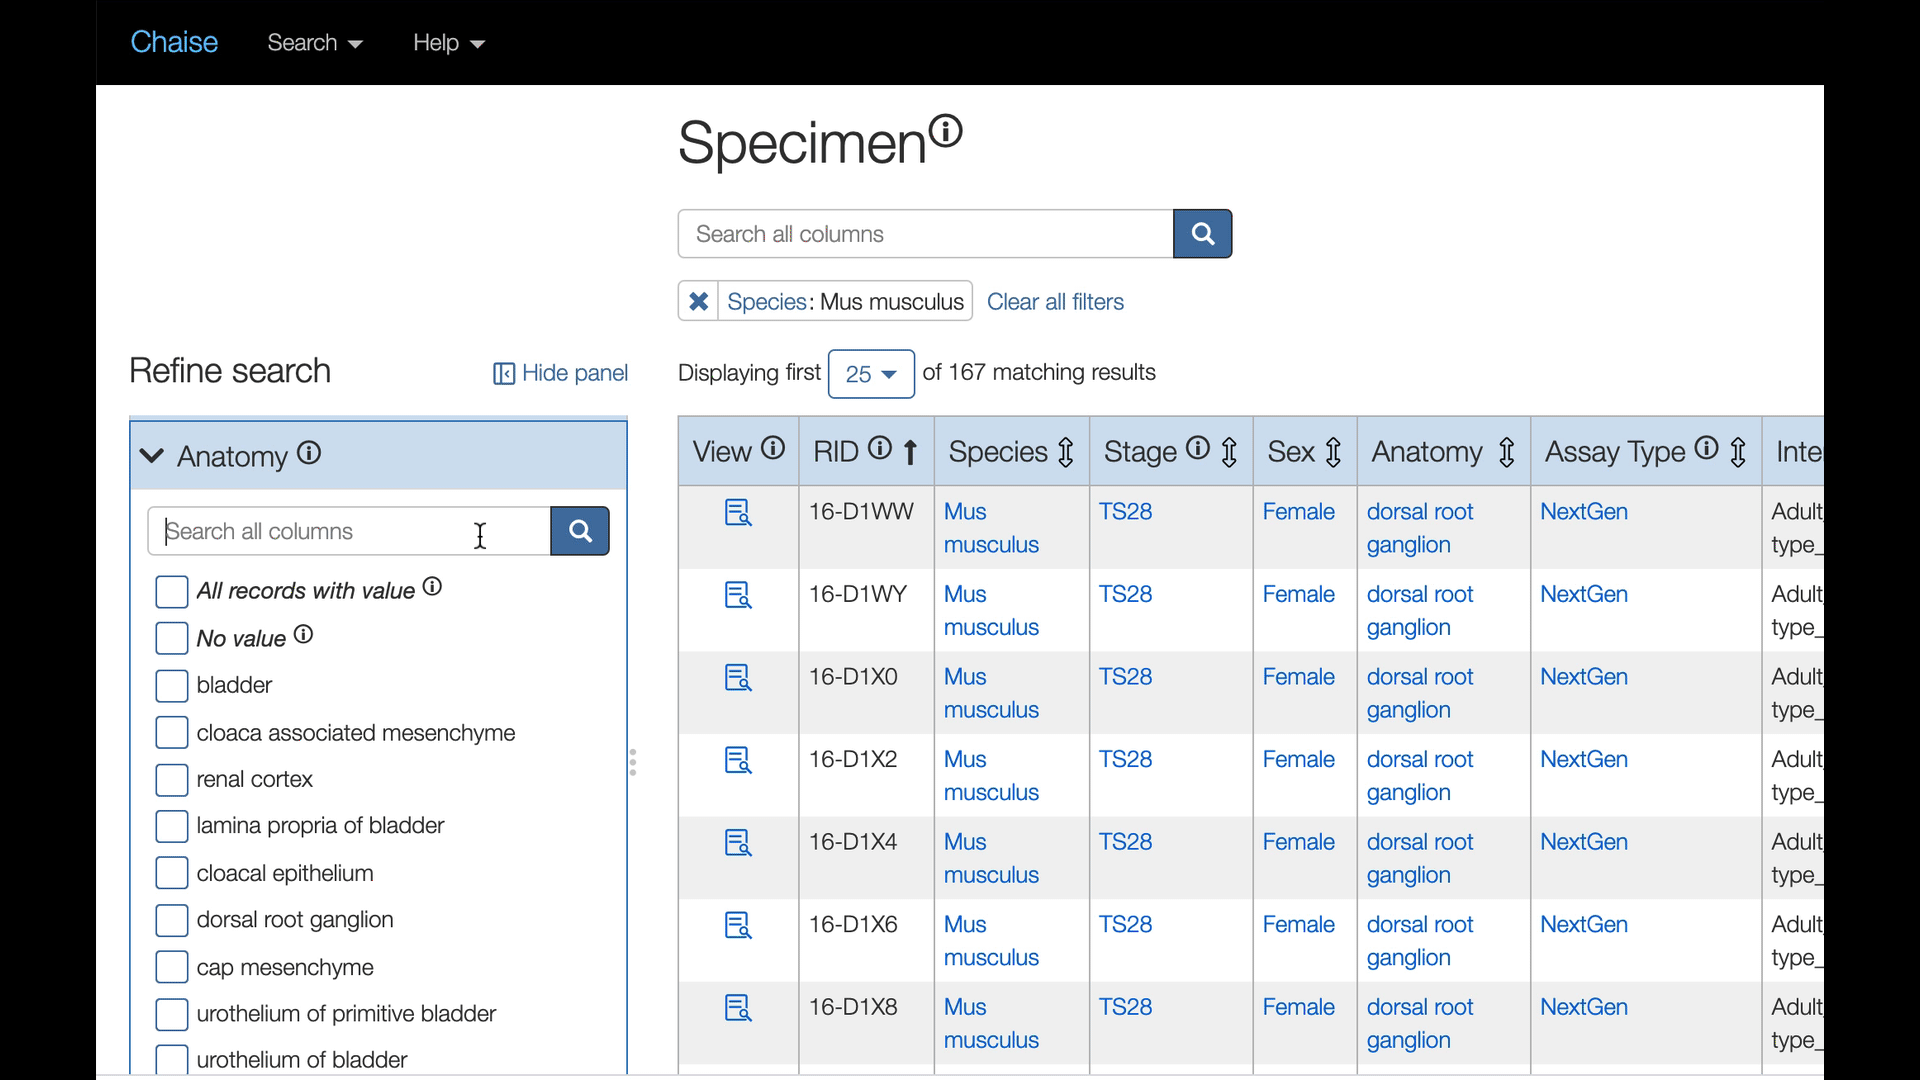 Chaise Search Help
Specimen
Search all columns
Species: Mus musculus Clear all filters
Refine search Hide panel
Displaying first 25 of 167 matching results
Anatomy
Search all columns
All records with value
No value
bladder
cloaca associated mesenchyme
renal cortex
lamina propria of bladder
cloacal epithelium
dorsal root ganglion
cap mesenchyme
urothelium of primitive bladder
urothelium of bladder
View RID Species Stage Sex Anatomy Assay Type Inte
16-D1WW Mus TS28 Female dorsal root NextGen Adult
musculus ganglion type_
16-D1WY Mus TS28 Female dorsal root NextGen Adult
musculus ganglion type_
16-D1X0 Mus TS28 Female dorsal root NextGen Adult
musculus ganglion type_
16-D1X2 Mus TS28 Female dorsal root NextGen Adult
musculus ganglion type_
16-D1X4 Mus TS28 Female dorsal root NextGen Adult
musculus ganglion type_
16-D1X6 Mus TS28 Female dorsal root NextGen Adult
musculus ganglion type_
16-D1X8 Mus TS28 Female dorsal root NextGen Adult
musculus ganglion type_